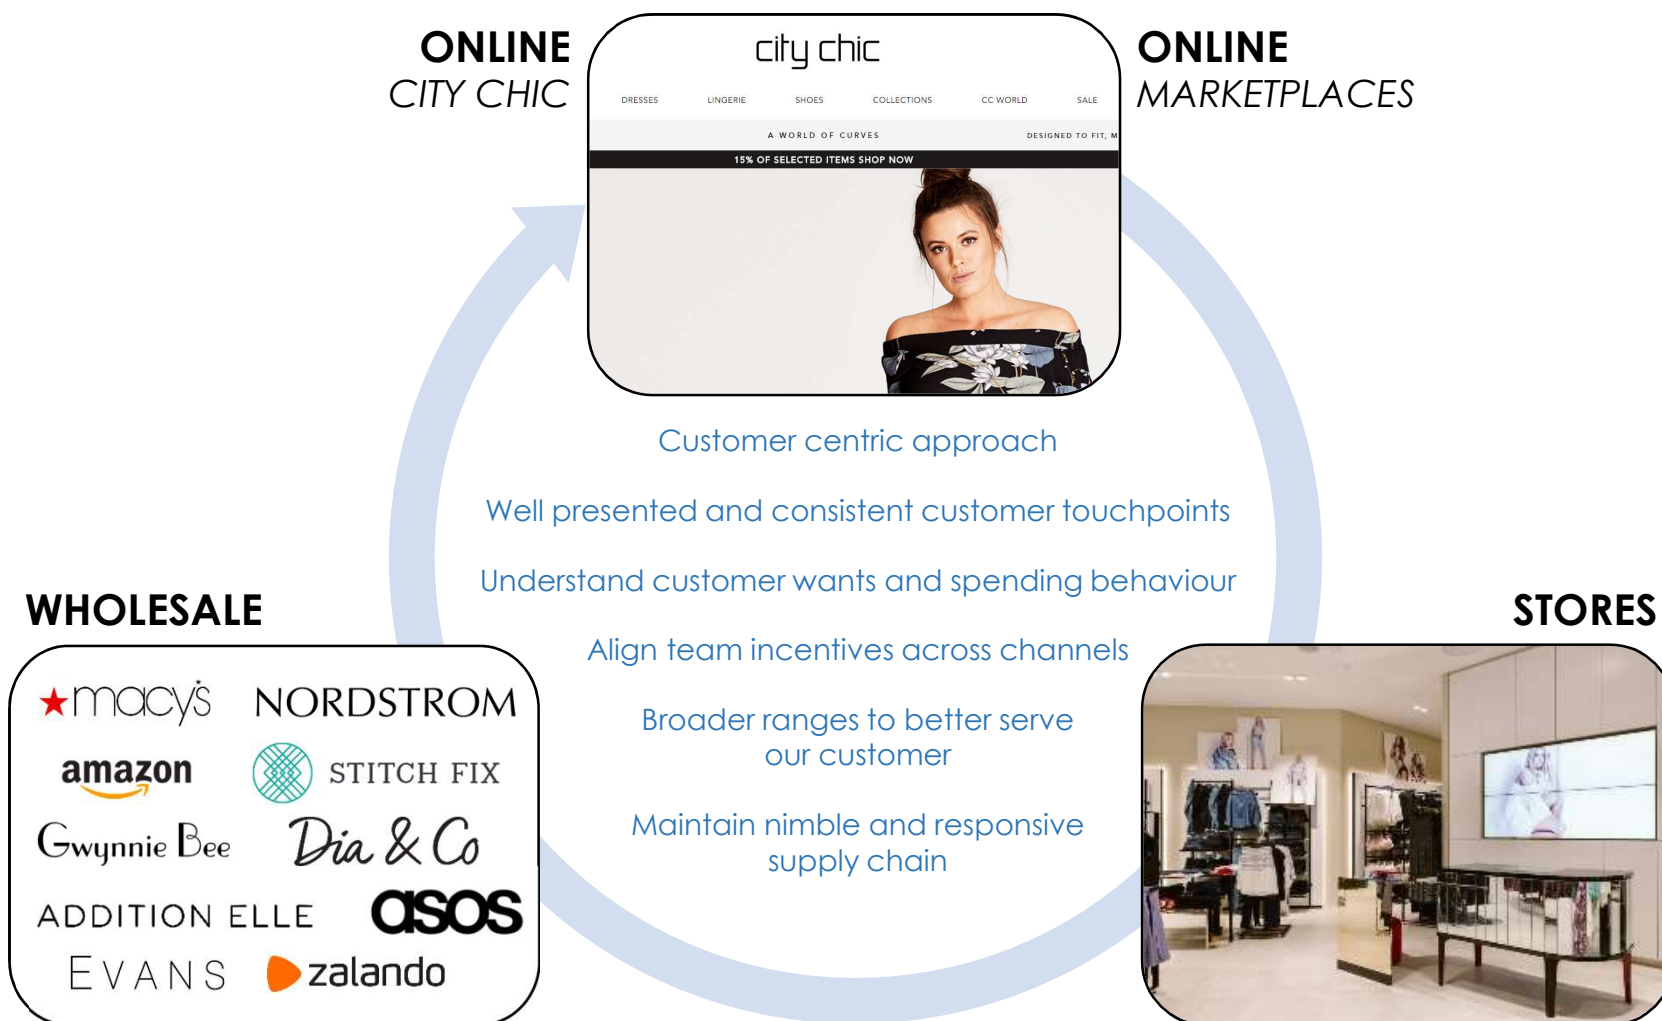 ONLINE
CITY CHIC
city chic
DRESSES LINGERIE SHOES COLLECTIONS CC WORLD SALE
A WORLD OF CURVES DESIGNED TO FIT, M
15% OF SELECTED ITEMS SHOP NOW
ONLINE
MARKETPLACES
Customer centric approach
Well presented and consistent customer touchpoints
Understand customer wants and spending behaviour
Align team incentives across channels
Broader ranges to better serve
our customer
Maintain nimble and responsive
supply chain
WHOLESALE
macy's NORDSTROM
amazon STITCH FIX
Gwynnie Bee Dia & Co
ADDITION ELLE asos
EVANS zalando
STORES